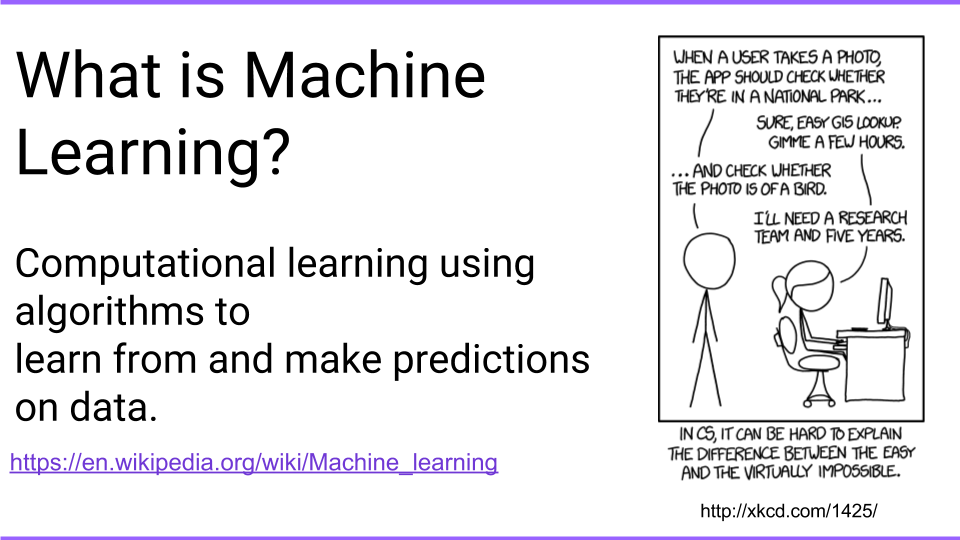 What is Machine
Learning?
Computational learning using
algorithms to
learn from and make predictions
on data.
https://en.wikipedia.org/wiki/Machine_learning
WHEN A USER TAKES A PHOTO,
THE APP SHOULD CHECK WHETHER
THEY'RE IN A NATIONAL PARK...
SURE, EASY GIS LOOKUP.
GIMME A FEW HOURS.
...AND CHECK WHETHER
THE PHOTO IS OF A BIRD.
I'LL NEED A RESEARCH
TEAM AND FIVE YEARS.
IN CS, IT CAN BE HARD TO EXPLAIN
THE DIFFERENCE BETWEEN THE EASY
AND THE VIRTUALLY IMPOSSIBLE.
http://xkcd.com/1425/